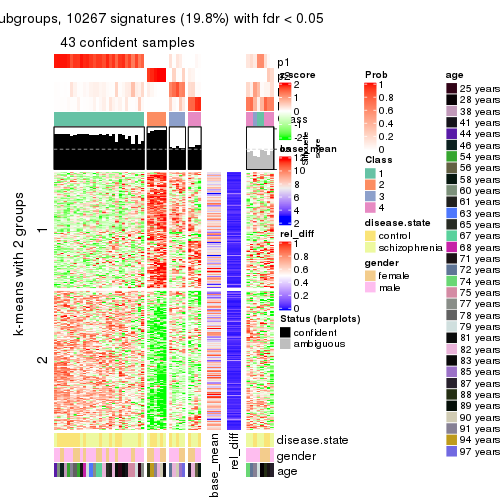 ubgroups, 10267 signatures (19.8%) with fdr < 0.05
43 confident samples
k-means with 2 groups
1
2
p1
z-score
2
1
0
-2
base_mean
12
10
8
6
4
2
rel_diff
1
0.8
0.6
0.4
0.2
0
Status (barplots)
confident
ambiguous
Silhouette
score
Prob
1
0.8
0.6
0.4
0.2
0
Class
1
2
3
4
disease.state
control
schizophrenia
gender
female
male
age
25 years
28 years
38 years
41 years
44 years
46 years
54 years
56 years
58 years
60 years
61 years
63 years
65 years
67 years
68 years
71 years
72 years
74 years
75 years
77 years
78 years
79 years
81 years
82 years
83 years
85 years
87 years
88 years
89 years
90 years
91 years
94 years
97 years
disease.state
gender
age
base_mean
rel_diff